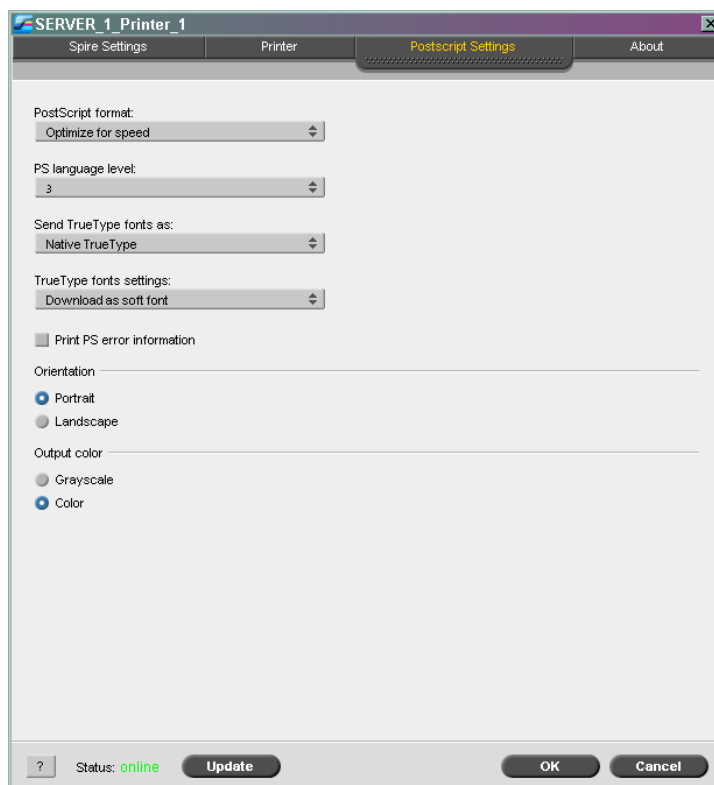 SERVER_1_Printer_1
Spire Settings Printer Postscript Settings About
PostScript format:
Optimize for speed
PS language level:
3
Send TrueType fonts as:
Native TrueType
TrueType fonts settings:
Download as soft font
Print PS error information
Orientation
Portrait
Landscape
Output color
Grayscale
Color
? Status: online Update OK Cancel